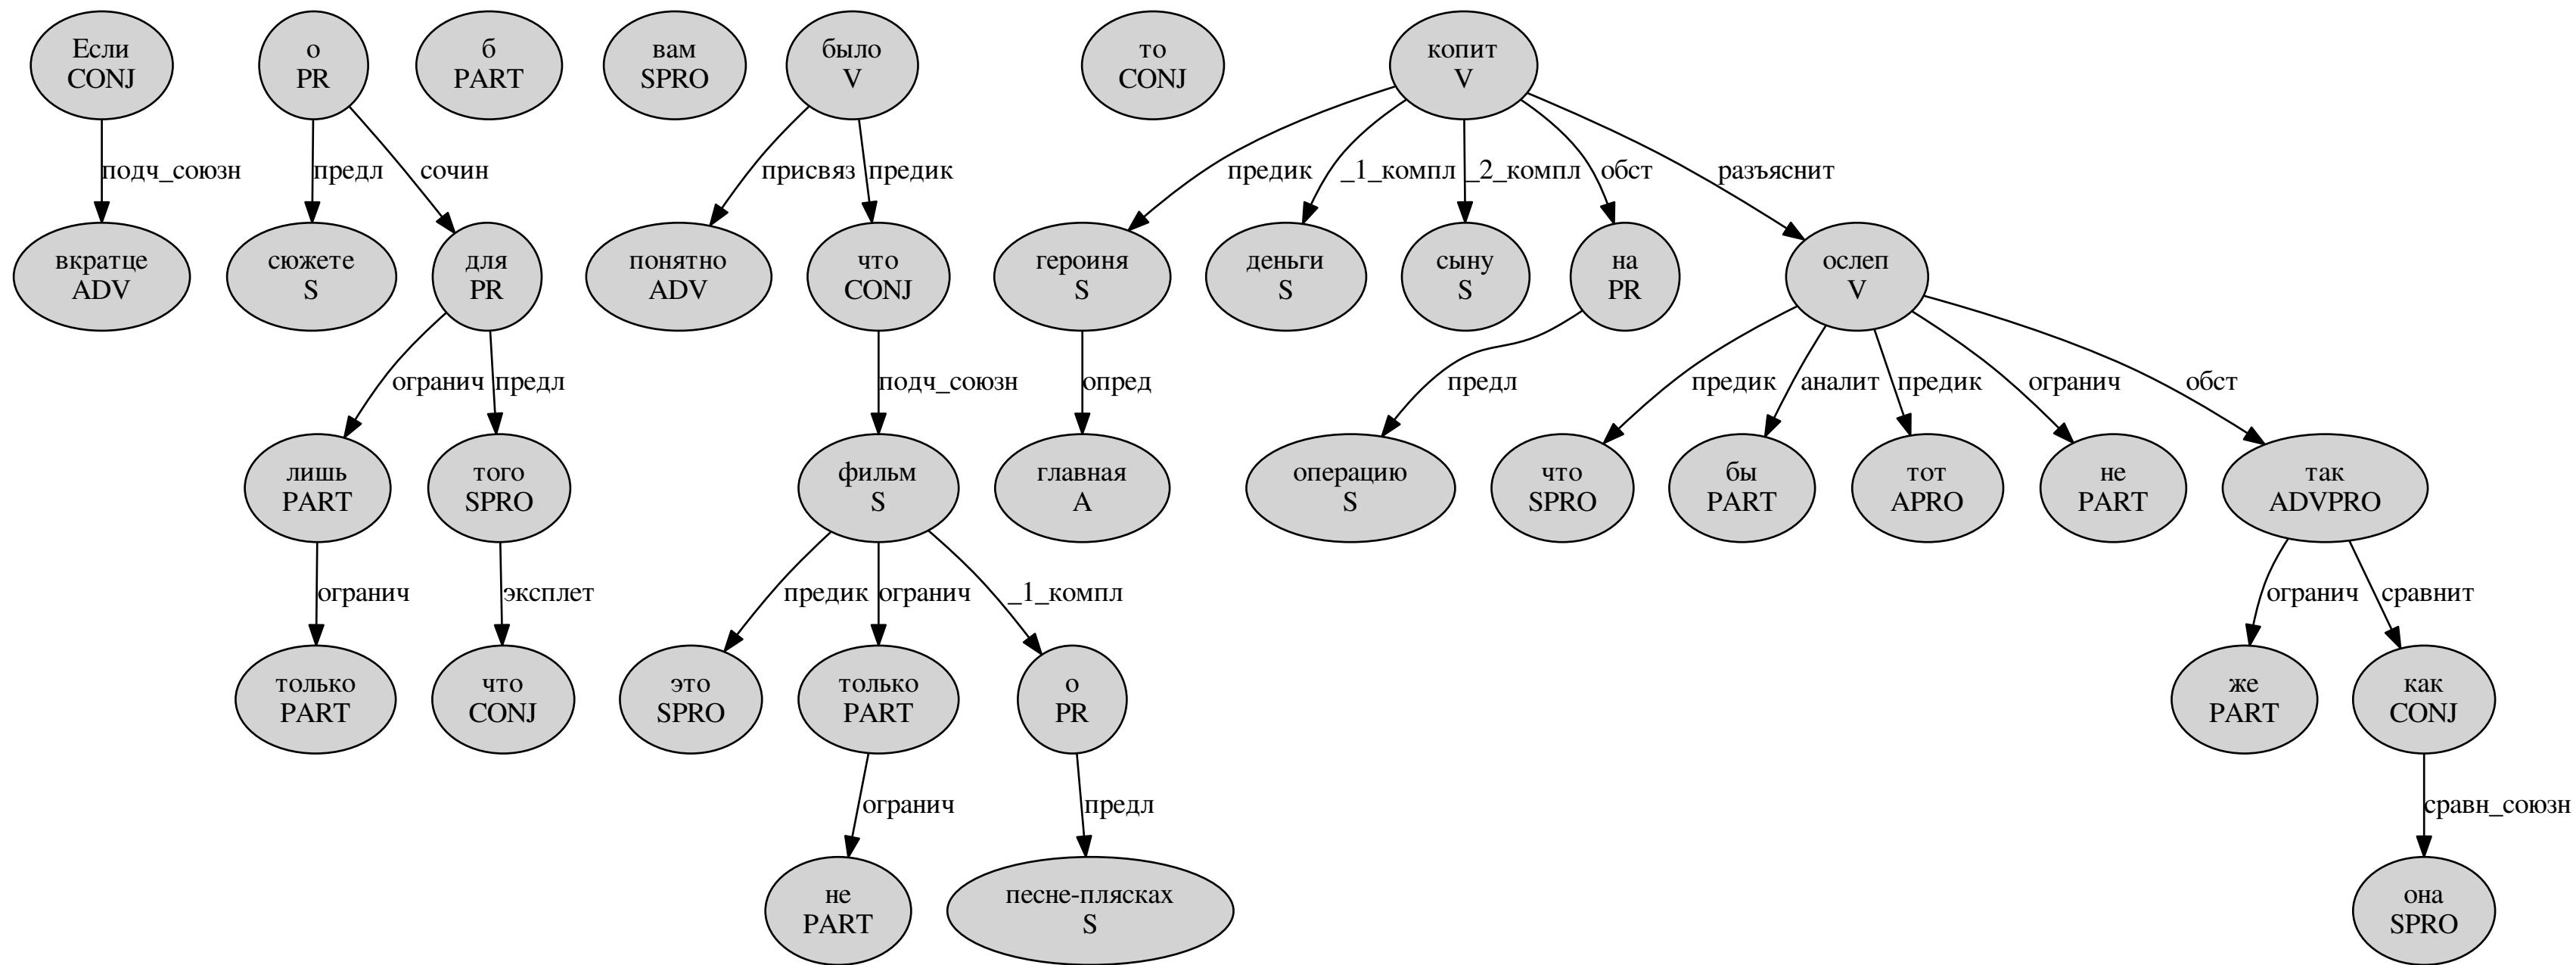 Если
CONJ
о
PR
б
PART
вам
SPRO
было
V
то
CONJ
копит
V
подч_союзн
предл
сочин
присвяз
предик
предик
_1_компл
_2_компл
обст
разъяснит
вкратце
ADV
сюжете
S
для
PR
понятно
ADV
что
CONJ
героиня
S
деньги
S
сыну
S
на
PR
ослеп
V
огранич
предл
подч_союзн
опред
предл
предик
аналит
предик
огранич
обст
лишь
PART
того
SPRO
фильм
S
главная
A
операцию
S
что
SPRO
бы
PART
тот
APRO
не
PART
так
ADVPRO
огранич
эксплет
предик
огранич
_1_компл
огранич
сравнит
только
PART
что
CONJ
это
SPRO
только
PART
о
PR
же
PART
как
CONJ
огранич
предл
сравн_союзн
не
PART
песне-плясках
S
она
SPRO